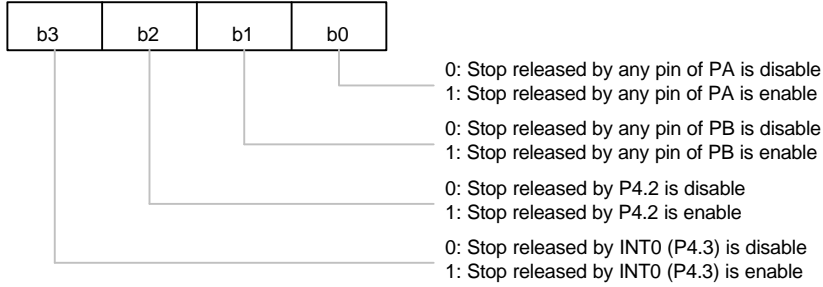 b3 b2 b1 b0
0: Stop released by any pin of PA is disable
1: Stop released by any pin of PA is enable
0: Stop released by any pin of PB is disable
1: Stop released by any pin of PB is enable
0: Stop released by P4.2 is disable
1: Stop released by P4.2 is enable
0: Stop released by INT0 (P4.3) is disable
1: Stop released by INT0 (P4.3) is enable